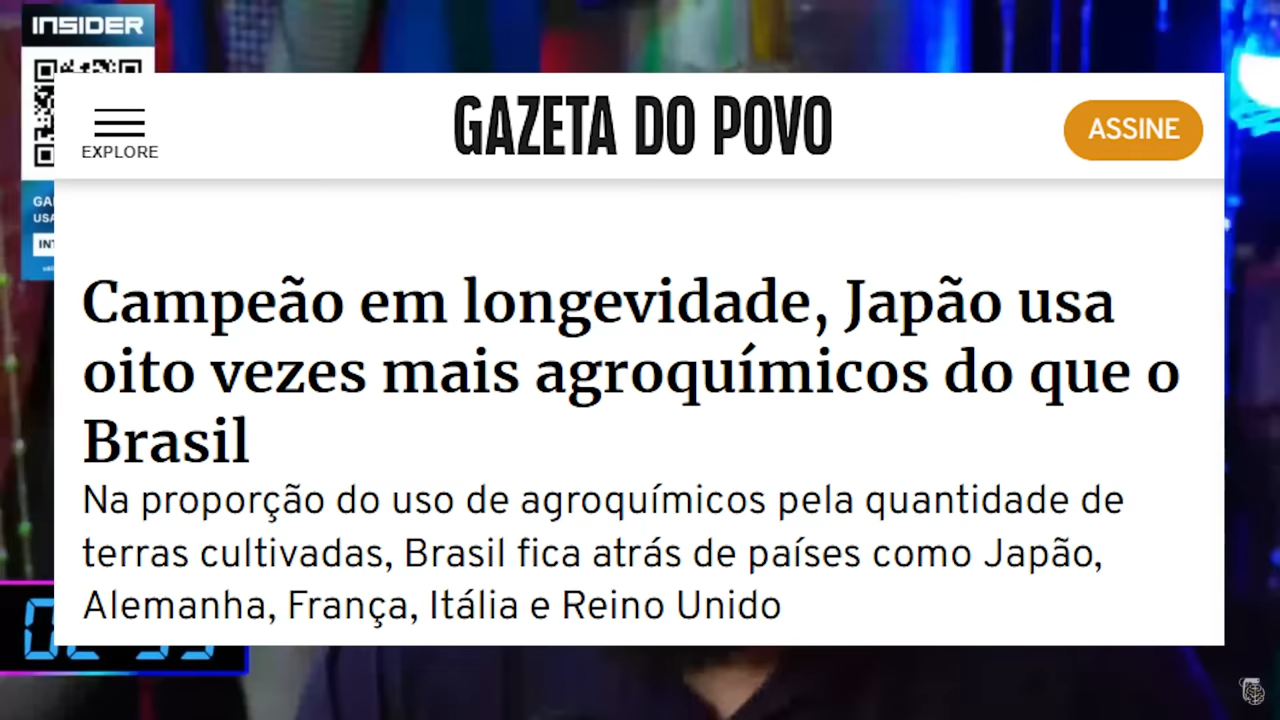 INSIDER
EXPLORE
GAZETA DO POVO
ASSINE
Campeão em longevidade, Japão usa
oito vezes mais agroquímicos do que o
Brasil
Na proporção do uso de agroquímicos pela quantidade de
terras cultivadas, Brasil fica atrás de países como Japão,
Alemanha, França, Itália e Reino Unido